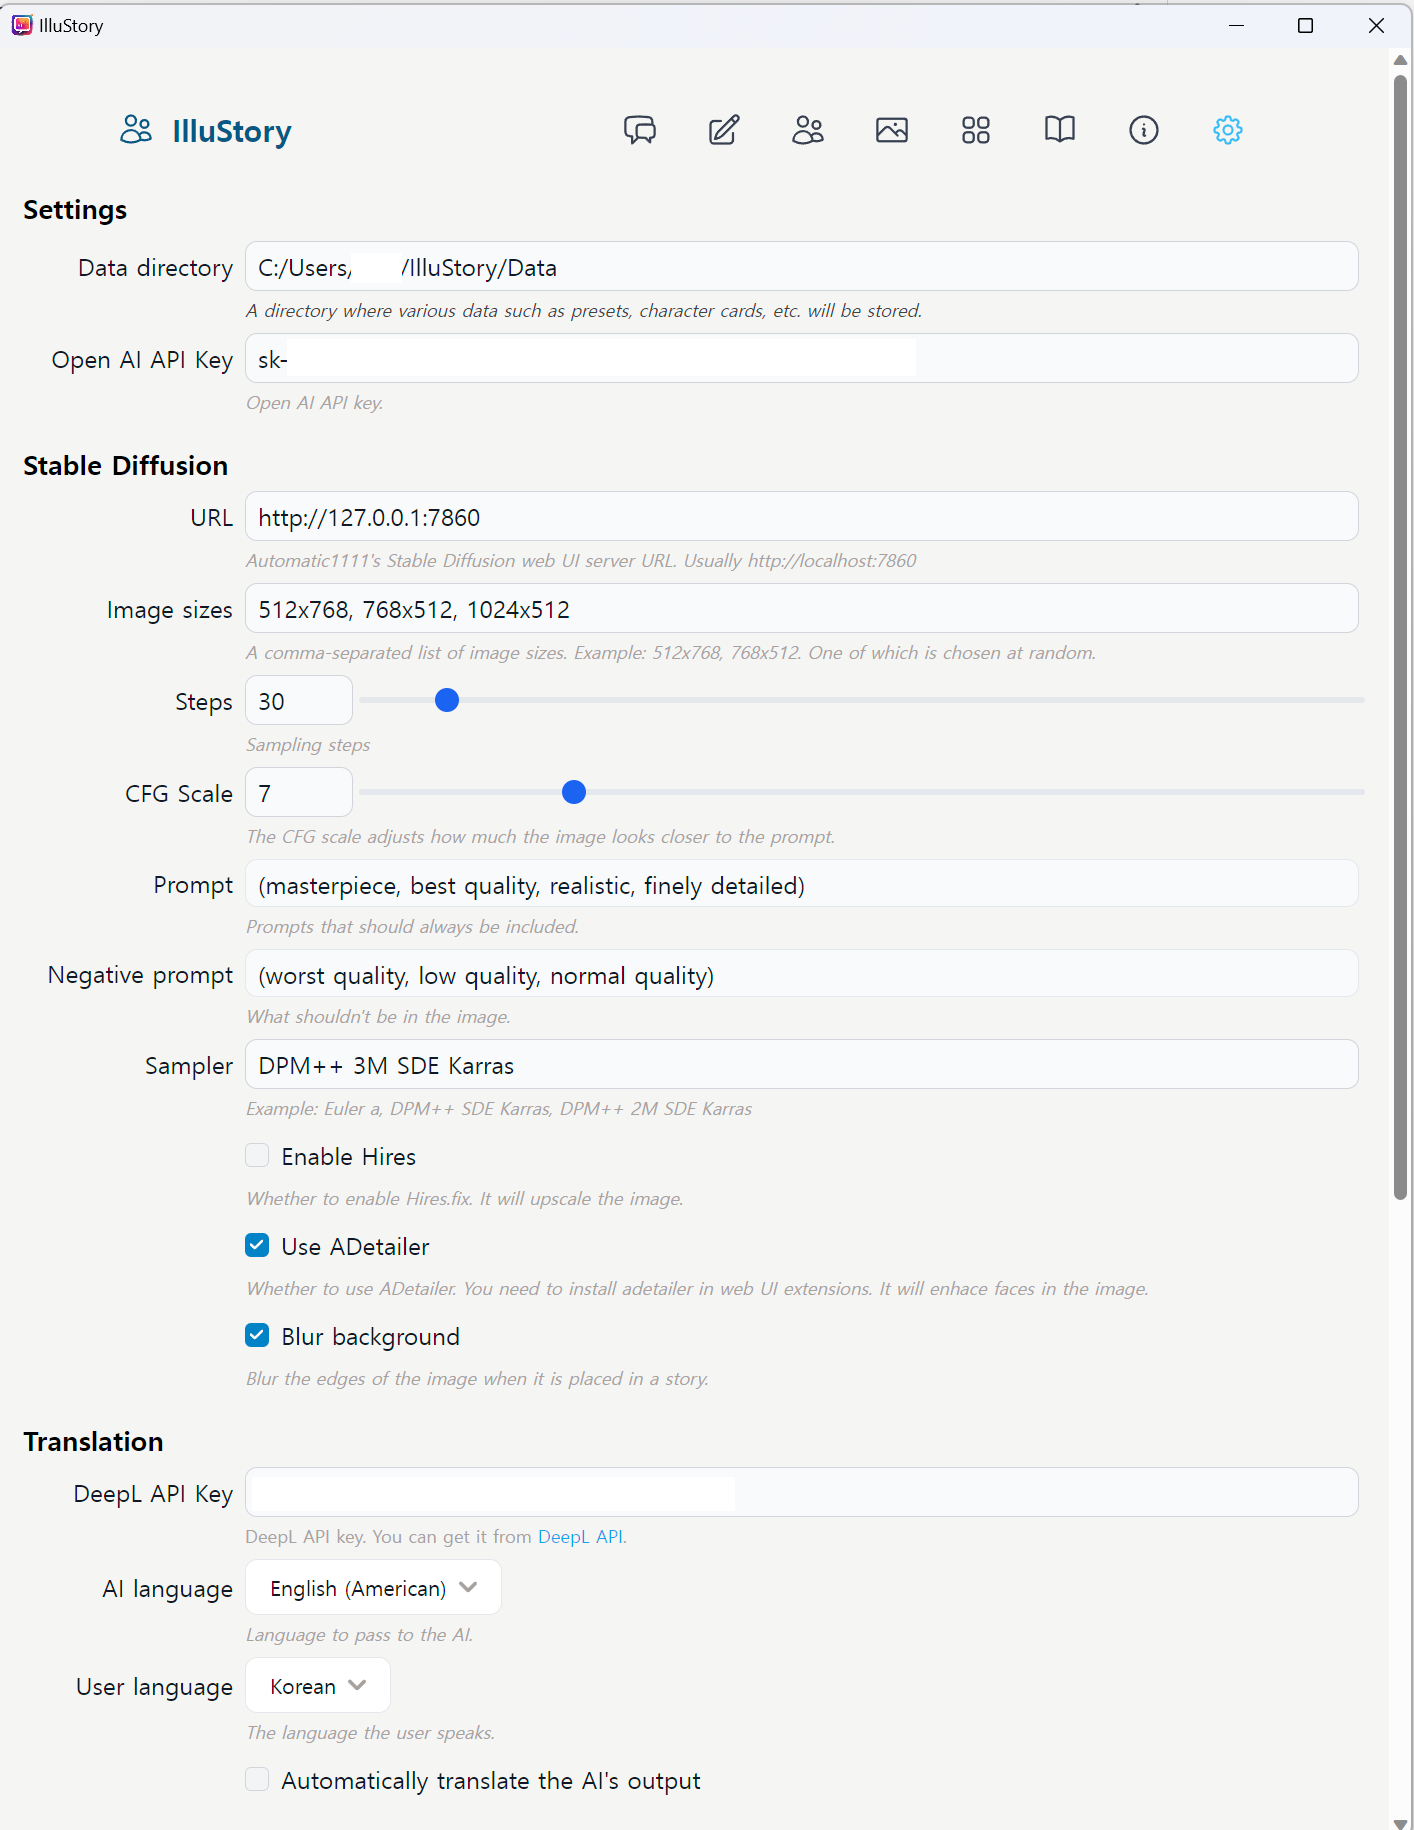 IlluStory
IlluStory
Settings
Data directory C:/Users/ /IlluStory/Data
A directory where various data such as presets, character cards, etc. will be stored.
Open AI API Key sk-
Open AI API key.
Stable Diffusion
URL http://127.0.0.1:7860
Automatic1111's Stable Diffusion web UI server URL. Usually http://localhost:7860
Image sizes 512x768, 768x512, 1024x512
A comma-separated list of image sizes. Example: 512x768, 768x512. One of which is chosen at random.
Steps 30
Sampling steps
CFG Scale 7
The CFG scale adjusts how much the image looks closer to the prompt.
Prompt (masterpiece, best quality, realistic, finely detailed)
Prompts that should always be included.
Negative prompt (worst quality, low quality, normal quality)
What shouldn't be in the image.
Sampler DPM++ 3M SDE Karras
Example: Euler a, DPM++ SDE Karras, DPM++ 2M SDE Karras
Enable Hires
Whether to enable Hires.fix. It will upscale the image.
Use ADetailer
Whether to use ADetailer. You need to install adetailer in web UI extensions. It will enhace faces in the image.
Blur background
Blur the edges of the image when it is placed in a story.
Translation
DeepL API Key
DeepL API key. You can get it from DeepL API.
AI language English (American)
Language to pass to the AI.
User language Korean
The language the user speaks.
Automatically translate the AI's output